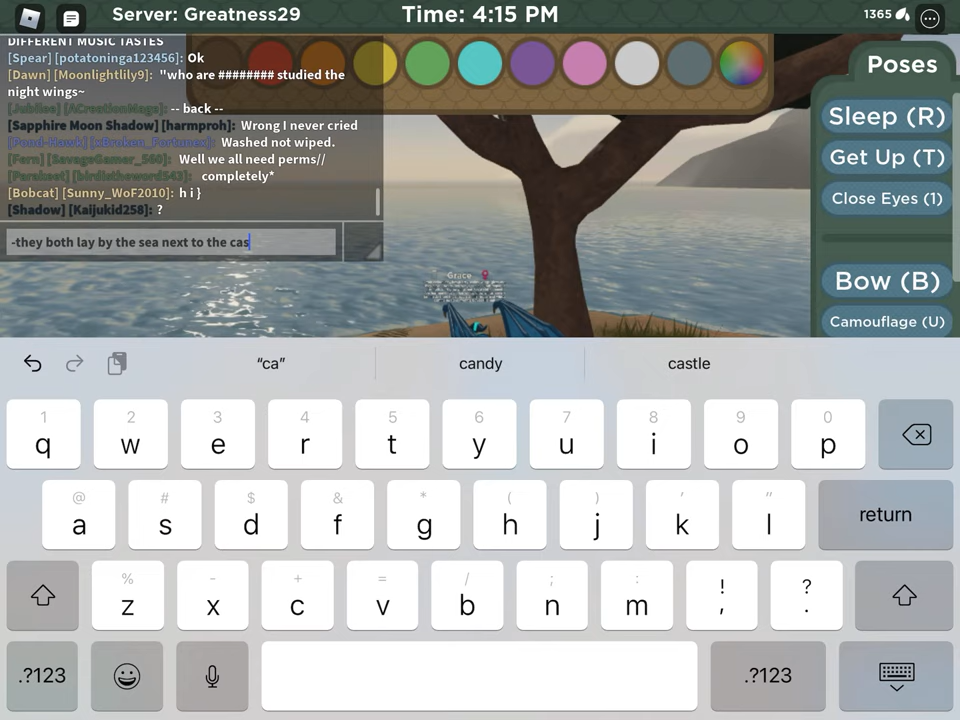 Server: Greatness29
Time: 4:15 PM
1365
DIFFERENT MUSIC TASTES
[Spear] [potatoninga123456]: Ok
[Dawn] [Moonlightlily9]: "who are ######## studied the
night wings~
[Jubilee] [ACreationMags]: -- back --
[Sapphire Moon Shadow] [harmproh]: Wrong I never cried
[Pond-Hawk] [xBroken_Fortunex]: Washed not wiped.
[Fern] [SavageGamer_560]: Well we all need perms//
[Parakeet] [birdistheword543]: completely*
[Bobcat] [Sunny_WoF2010]: h i }
[Shadow] [Kaijukid258]: ?
-they both lay by the sea next to the cas
Grace
Poses
Sleep (R)
Get Up (T)
Close Eyes (1)
Bow (B)
Camouflage (U)
“ca” candy castle
1 2 3 4 5 6 7 8 9 0
q w e r t y u i o p
@ # $ & * ( ) ' "
a s d f g h j k l return
% - + = / ; : ! ?
z x c v b n m , .
.?123 .?123